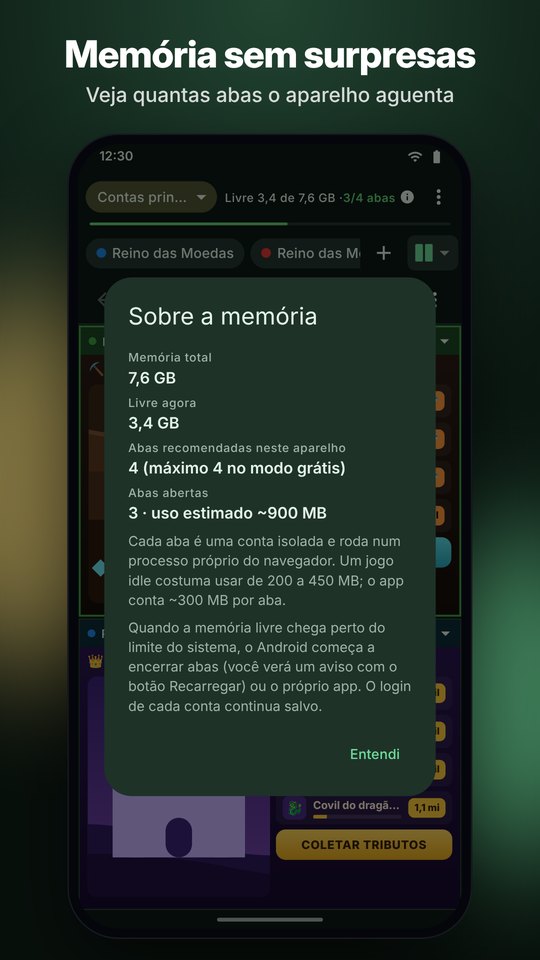 Memória sem surpresas
Veja quantas abas o aparelho aguenta
12:30
Contas prin...
Livre 3,4 de 7,6 GB ·3/4 abas
Reino das Moedas
Reino das Mo
Sobre a memória
Memória total
7,6 GB
Livre agora
3,4 GB
Abas recomendadas neste aparelho
4 (máximo 4 no modo grátis)
Abas abertas
3 · uso estimado ~900 MB
Cada aba é uma conta isolada e roda num
processo próprio do navegador. Um jogo
idle costuma usar de 200 a 450 MB; o app
conta ~300 MB por aba.
Quando a memória livre chega perto do
limite do sistema, o Android começa a
encerrar abas (você verá um aviso com o
botão Recarregar) ou o próprio app. O login
de cada conta continua salvo.
Entendi
Covil do dragã...
1,1 mi
COLETAR TRIBUTOS